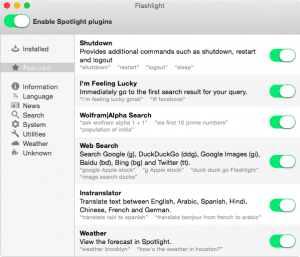 Flashlight
Enable Spotlight plugins
Installed
Featured
Information
Language
News
Search
System
Utilities
Weather
Unknown
Shutdown
Provides additional commands such as shutdown, restart
and logout
"shutdown" "restart" "logout" "sleep"
I'm Feeling Lucky
Immediately go to the first search result for your query.
"i'm feeling lucky gmail" "ifl facebook"
Wolfram|Alpha Search
"ask wolfram alpha 1 + 1" "wa first 10 prime numbers"
"population of india"
Web Search
Search Google (g), DuckDuckGo (ddg), Google Images (gi),
Baidu (bd), Bing (bg) and Twitter (tt).
"google Apple stock" "g Apple stock" "duck duck go Flashlight"
"image search ducks"
Instranslator
Translate text between English, Arabic, Spanish, Hindi,
Chinese, French and German.
"translate rain to spanish" "translate bonjour from french to arabic"
Weather
View the forecast in Spotlight.
"weather brooklyn" "how's the weather in houston?"